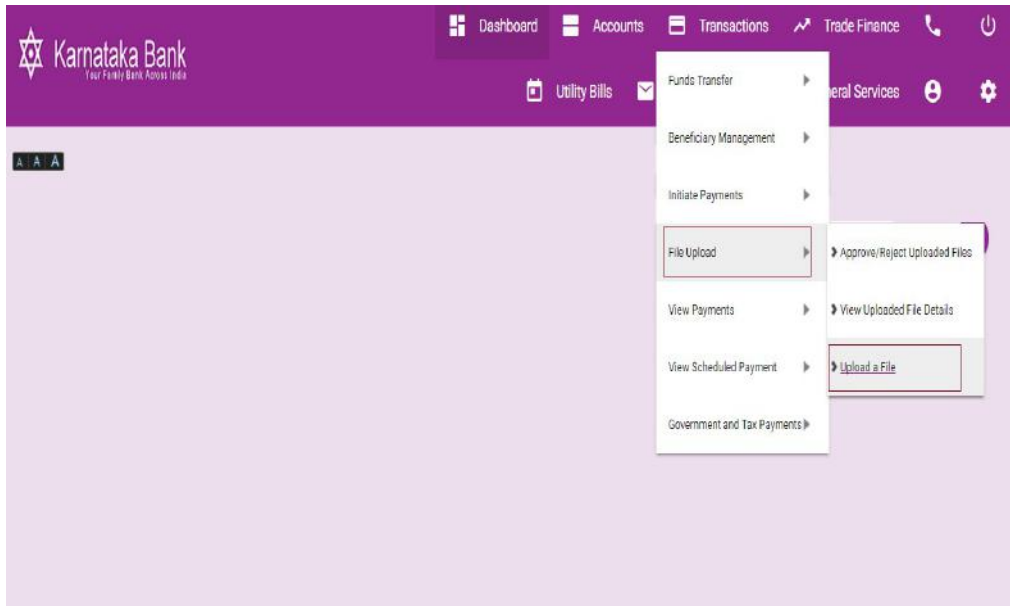 Karnataka Bank
Your Family Bank Across India
Dashboard
Accounts
Transactions
Trade Finance
Utility Bills
neral Services
A A A
Funds Transfer
Beneficiary Management
Initiate Payments
File Upload
View Payments
View Scheduled Payment
Government and Tax Payments
Approve/Reject Uploaded Files
View Uploaded File Details
Upload a File